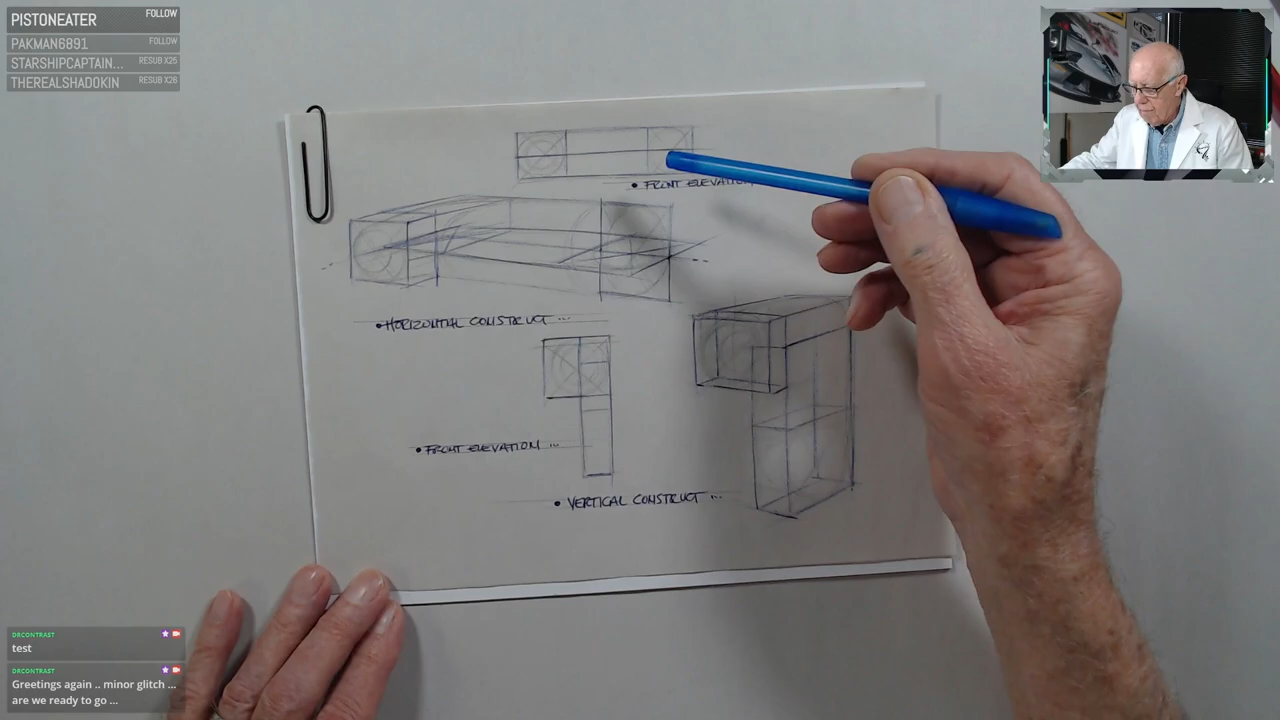 PISTONEATER FOLLOW
PAKMAN6891 FOLLOW
STARSHIPCAPTAIN... RESUB X25
THEREALSHADOKIN RESUB X26
• FRONT ELEVATION
• HORIZONTAL CONSTRUCT ...
• FRONT ELEVATION ...
• VERTICAL CONSTRUCT ...
DRCONTRAST
test
DRCONTRAST
Greetings again .. minor glitch ...
are we ready to go ...